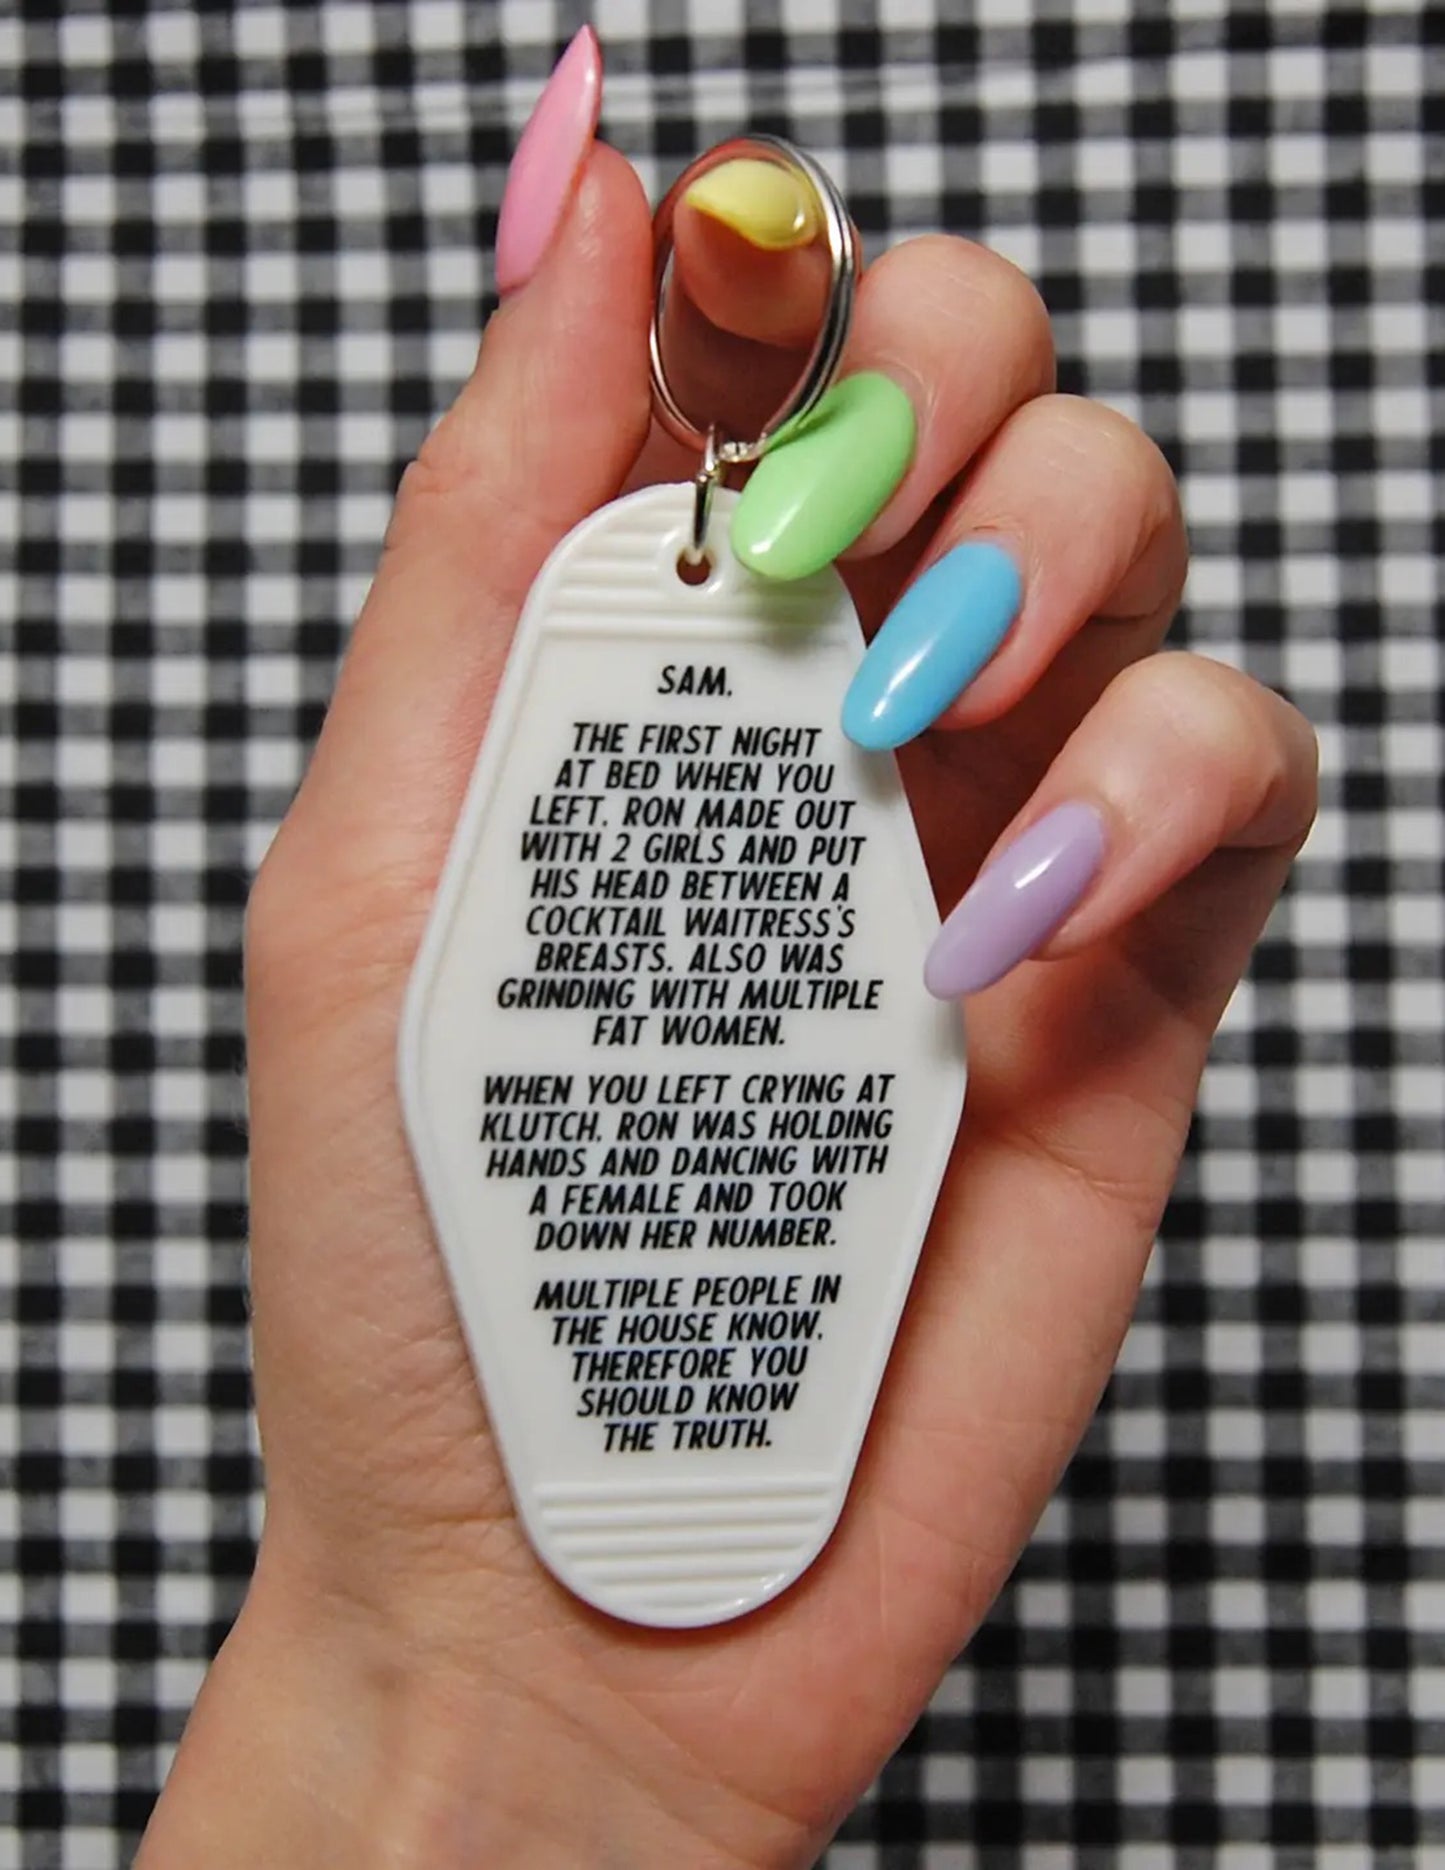 SAM,
THE FIRST NIGHT
AT BED WHEN YOU
LEFT, RON MADE OUT
WITH 2 GIRLS AND PUT
HIS HEAD BETWEEN A
COCKTAIL WAITRESS'S
BREASTS. ALSO WAS
GRINDING WITH MULTIPLE
FAT WOMEN.
WHEN YOU LEFT CRYING AT
KLUTCH, RON WAS HOLDING
HANDS AND DANCING WITH
A FEMALE AND TOOK
DOWN HER NUMBER.
MULTIPLE PEOPLE IN
THE HOUSE KNOW,
THEREFORE YOU
SHOULD KNOW
THE TRUTH.